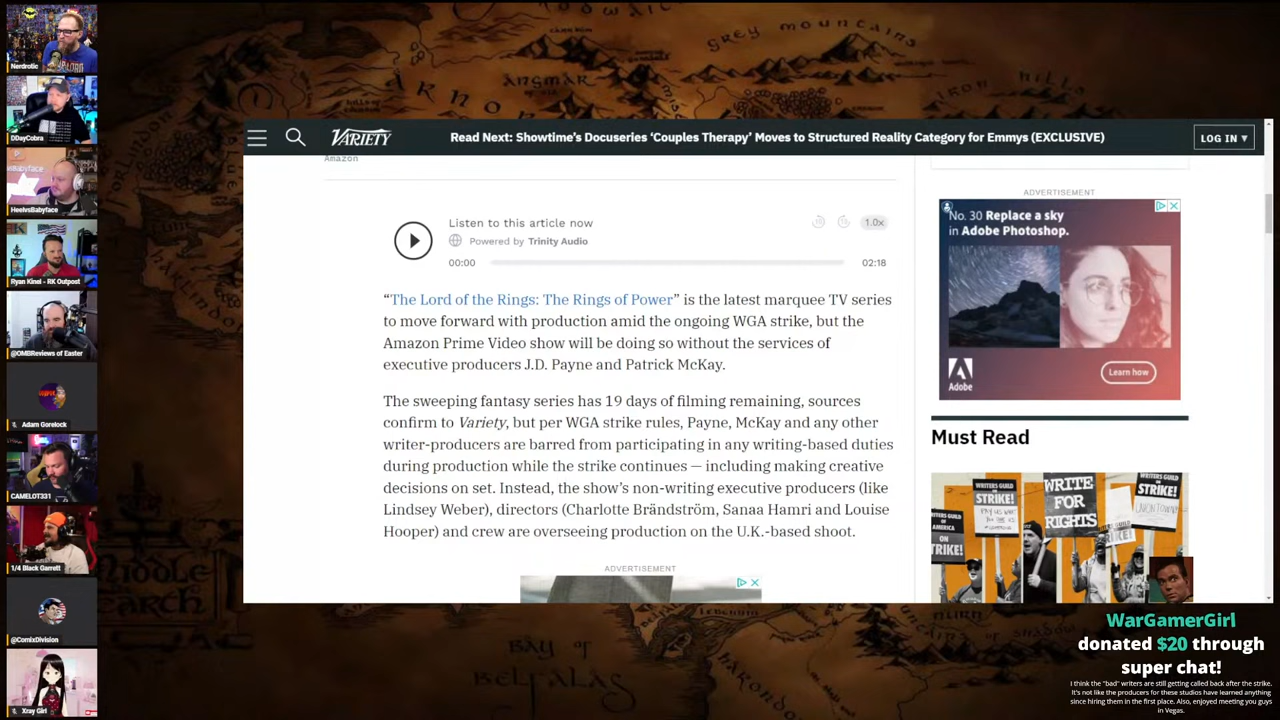 Nerdrotic
DDayCobra
HeelvsBabyface
Ryan Kinel - RK Outpost
@OMBReviews of Easter
Adam Gorelock
CAMELOT331
1/4 Black Garrett
@ComixDivision
Xray Girl
GREY MOUNTAINS
ANGMAR
VARIETY
Read Next: Showtime's Docuseries ‘Couples Therapy’ Moves to Structured Reality Category for Emmys (EXCLUSIVE)
LOG IN ▾
Amazon
Listen to this article now
Powered by Trinity Audio
1.0x
00:00
02:18
“The Lord of the Rings: The Rings of Power” is the latest marquee TV series
to move forward with production amid the ongoing WGA strike, but the
Amazon Prime Video show will be doing so without the services of
executive producers J.D. Payne and Patrick McKay.
The sweeping fantasy series has 19 days of filming remaining, sources
confirm to Variety, but per WGA strike rules, Payne, McKay and any other
writer-producers are barred from participating in any writing-based duties
during production while the strike continues — including making creative
decisions on set. Instead, the show’s non-writing executive producers (like
Lindsey Weber), directors (Charlotte Brändström, Sanaa Hamri and Louise
Hooper) and crew are overseeing production on the U.K.-based shoot.
ADVERTISEMENT
ADVERTISEMENT
No. 30 Replace a sky
in Adobe Photoshop.
Adobe
Learn how
Must Read
WRITERS GUILD
ON STRIKE!
WRITE
FOR
RIGHTS
WRITERS GUILD
STRIKE!
BAY OF
WarGamerGirl
donated $20 through
super chat!
I think the "bad" writers are still getting called back after the strike.
It's not like the producers for these studios have learned anything
since hiring them in the first place. Also, enjoyed meeting you guys
in Vegas.